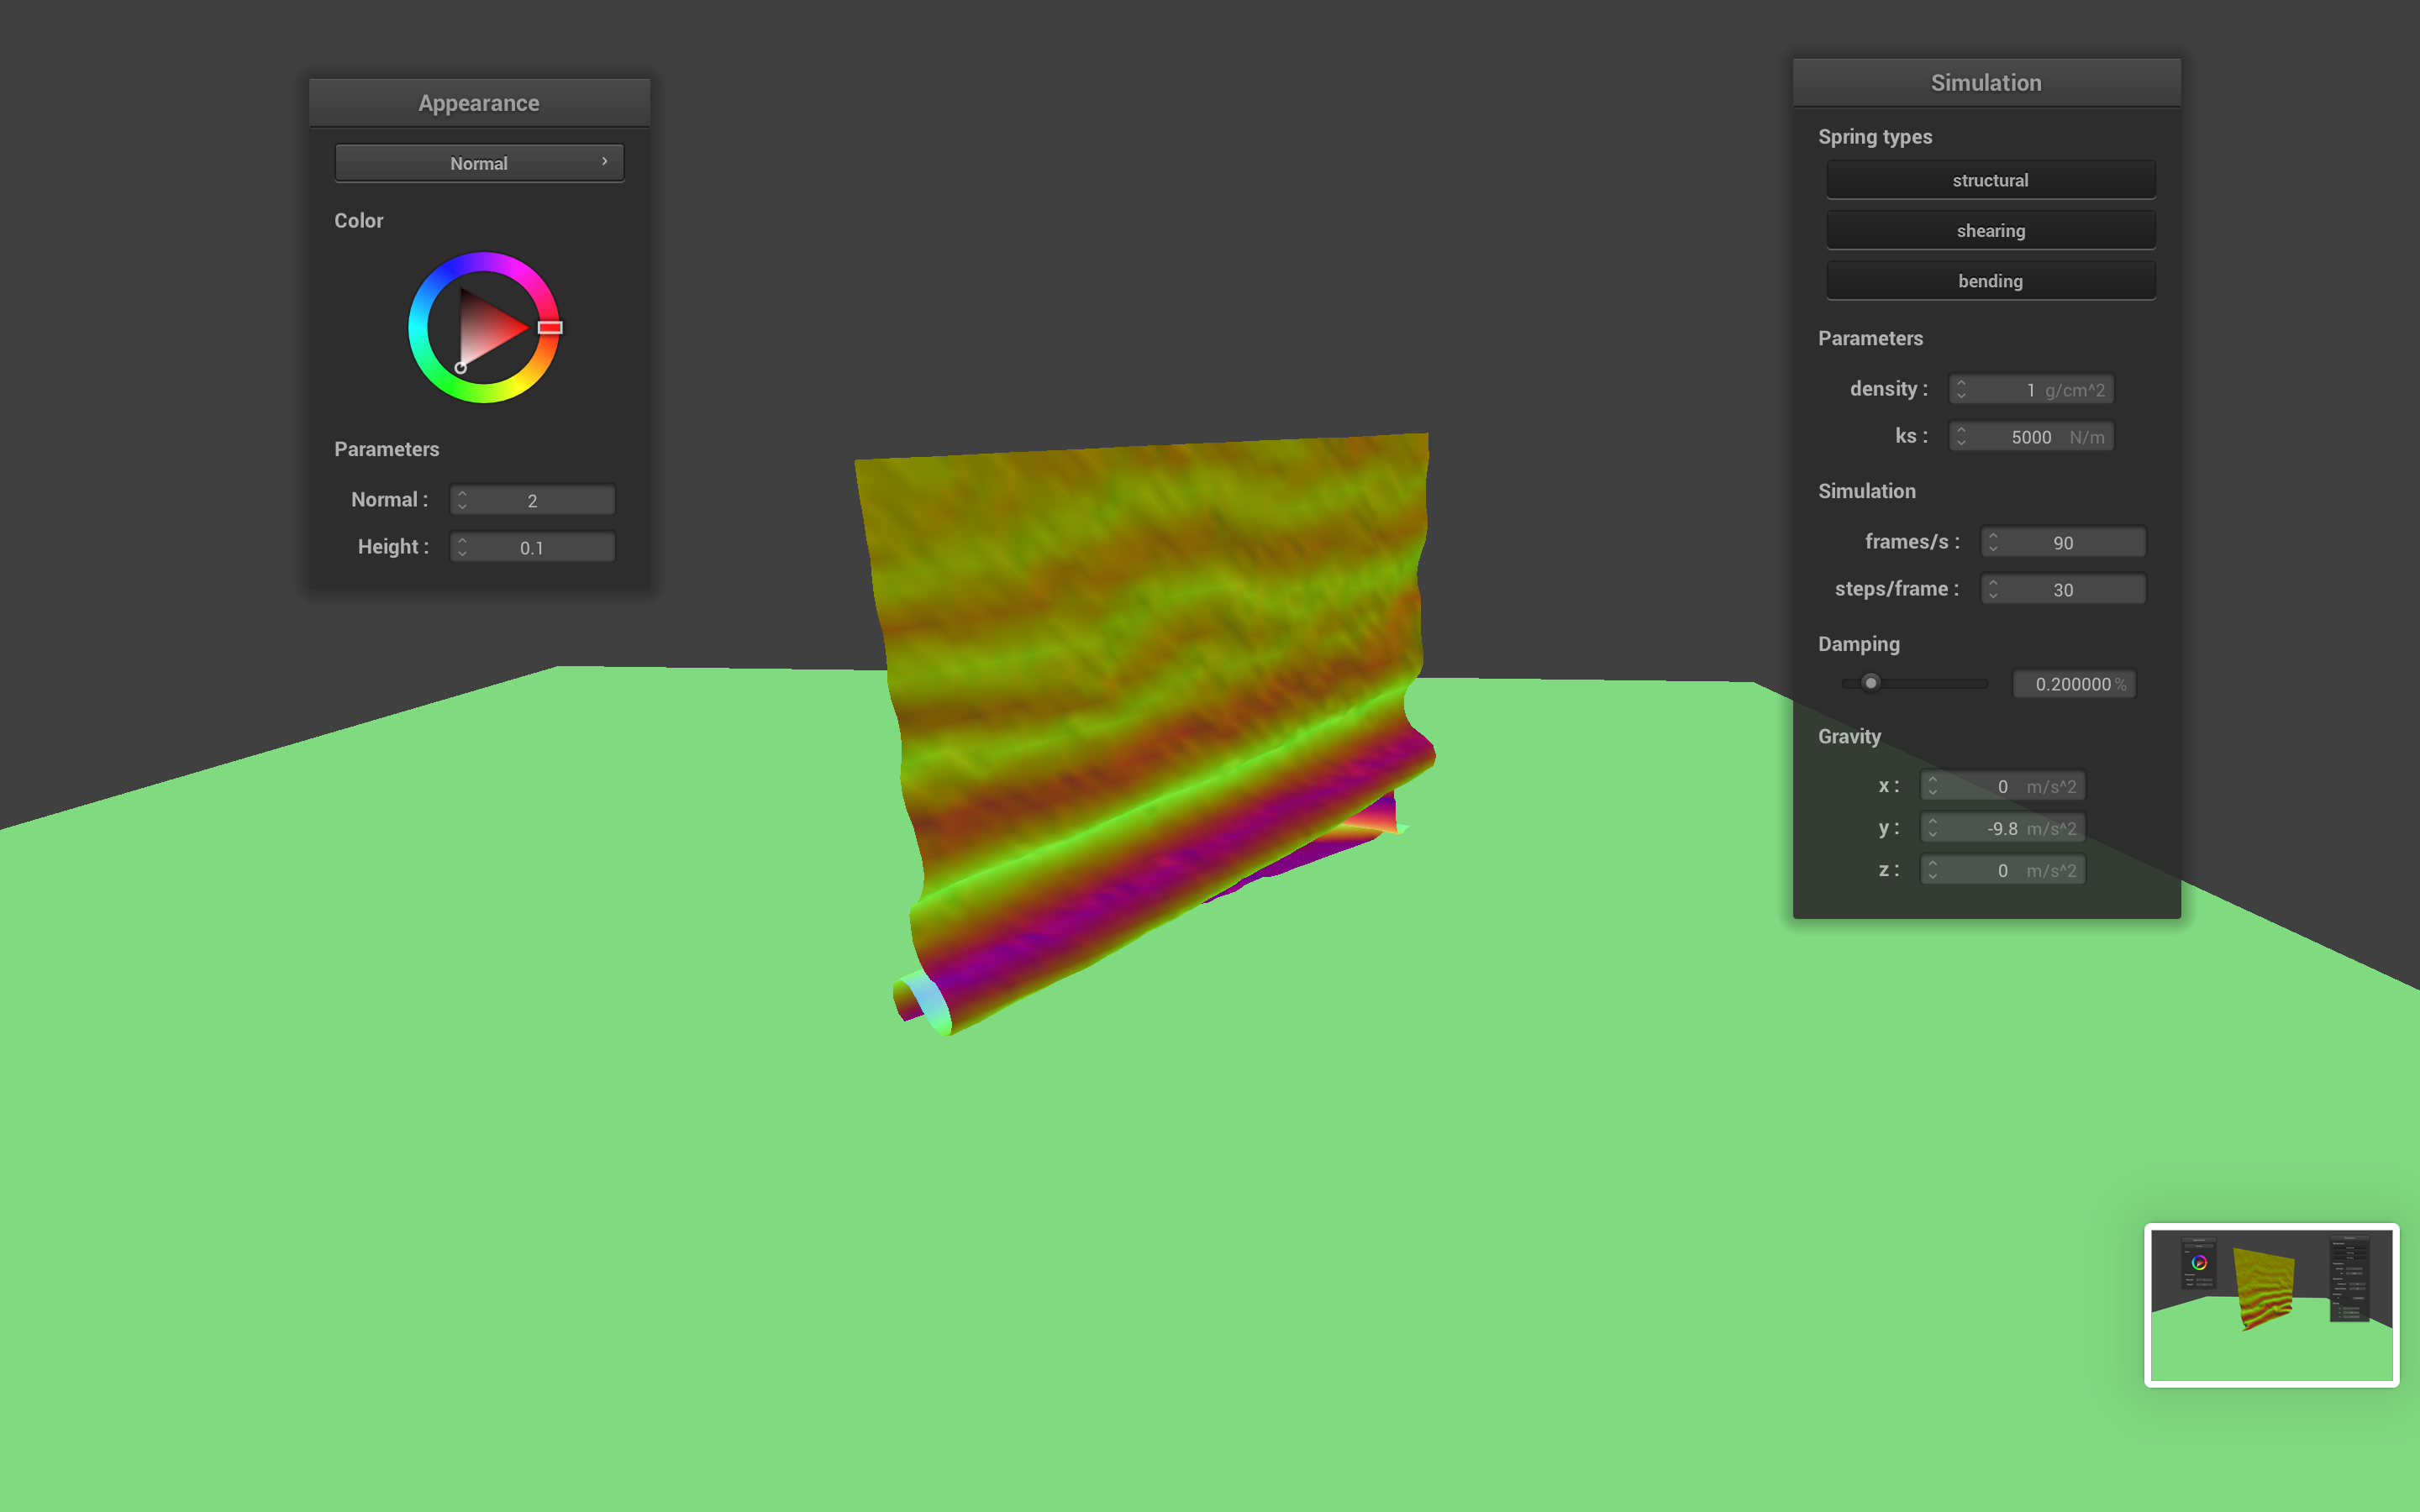 Appearance
Normal
Color
Parameters
Normal : 2
Height : 0.1
Simulation
Spring types
structural
shearing
bending
Parameters
density : 1 g/cm^2
ks : 5000 N/m
Simulation
frames/s : 90
steps/frame : 30
Damping
0.200000 %
Gravity
x : 0 m/s^2
y : -9.8 m/s^2
z : 0 m/s^2